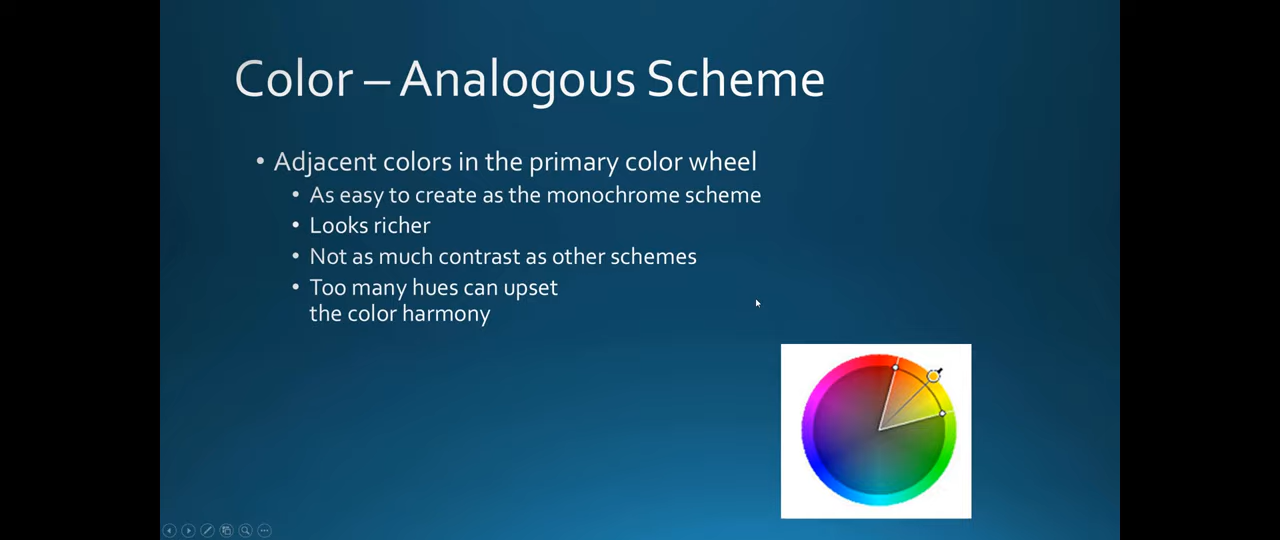 Color – Analogous Scheme
• Adjacent colors in the primary color wheel
• As easy to create as the monochrome scheme
• Looks richer
• Not as much contrast as other schemes
• Too many hues can upset
the color harmony